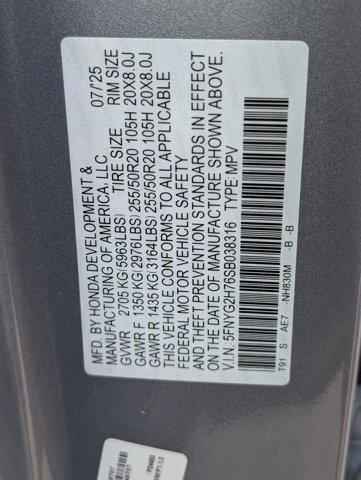 MFD. BY HONDA DEVELOPMENT & 07/'25
MANUFACTURING OF AMERICA, LLC
TIRE SIZE RIM SIZE
GVWR 2705 KG(5963LBS)
GAWR F 1350 KG(2976LBS) 255/50R20 105H 20X8.0J
GAWR R 1435 KG(3164LBS) 255/50R20 105H 20X8.0J
THIS VEHICLE CONFORMS TO ALL APPLICABLE
FEDERAL MOTOR VEHICLE SAFETY
AND THEFT PREVENTION STANDARDS IN EFFECT
ON THE DATE OF MANUFACTURE SHOWN ABOVE.
V.I.N.: 5FNYG2H76SB038316 TYPE:MPV
T91 S AE7 -NH830M -B -B